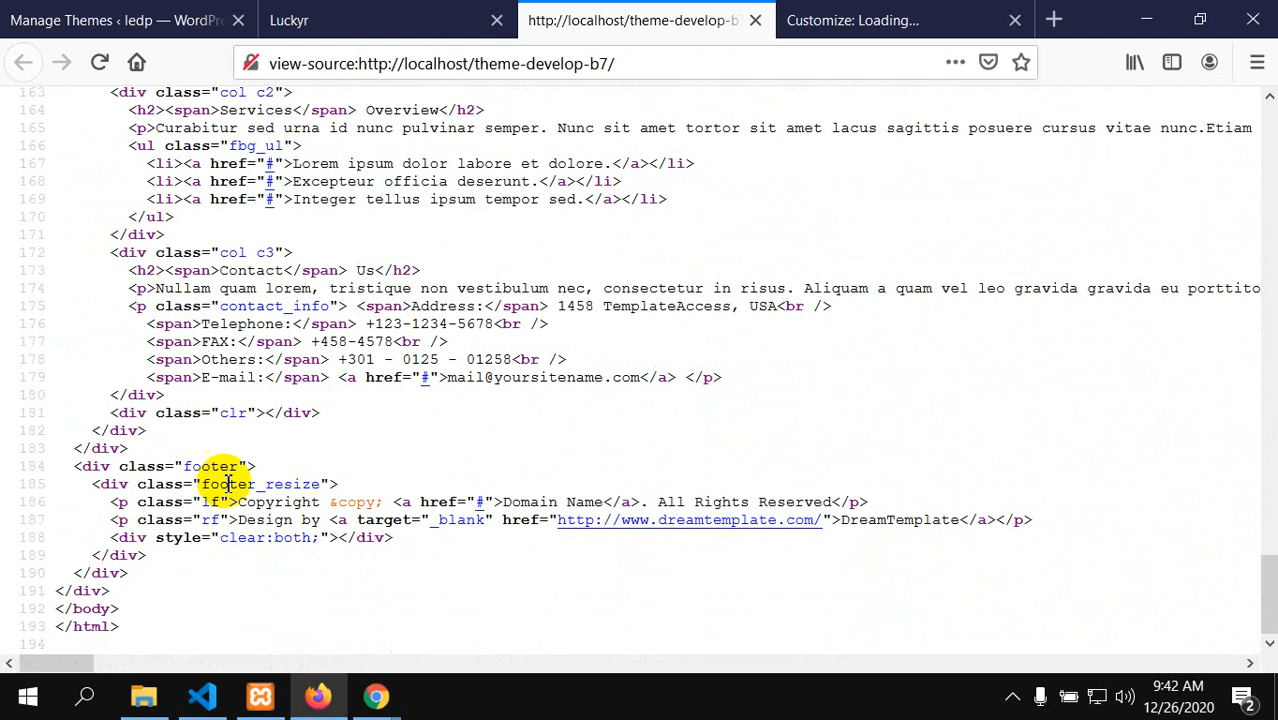 Manage Themes ‹ ledp — WordPre
Luckyr
http://localhost/theme-develop-b7
Customize: Loading...
view-source:http://localhost/theme-develop-b7/
163 <div class="col c2">
164 <h2><span>Services</span> Overview</h2>
165 <p>Curabitur sed urna id nunc pulvinar semper. Nunc sit amet tortor sit amet lacus sagittis posuere cursus vitae nunc.Etiam
166 <ul class="fbg_ul">
167 <li><a href="#">Lorem ipsum dolor labore et dolore.</a></li>
168 <li><a href="#">Excepteur officia deserunt.</a></li>
169 <li><a href="#">Integer tellus ipsum tempor sed.</a></li>
170 </ul>
171 </div>
172 <div class="col c3">
173 <h2><span>Contact</span> Us</h2>
174 <p>Nullam quam lorem, tristique non vestibulum nec, consectetur in risus. Aliquam a quam vel leo gravida gravida eu porttito
175 <p class="contact_info"> <span>Address:</span> 1458 TemplateAccess, USA<br />
176 <span>Telephone:</span> +123-1234-5678<br />
177 <span>FAX:</span> +458-4578<br />
178 <span>Others:</span> +301 - 0125 - 01258<br />
179 <span>E-mail:</span> <a href="#">mail@yoursitename.com</a> </p>
180 </div>
181 <div class="clr"></div>
182 </div>
183 </div>
184 <div class="footer">
185 <div class="footer_resize">
186 <p class="lf">Copyright &copy; <a href="#">Domain Name</a>. All Rights Reserved</p>
187 <p class="rf">Design by <a target="_blank" href="http://www.dreamtemplate.com/">DreamTemplate</a></p>
188 <div style="clear:both;"></div>
189 </div>
190 </div>
191 </div>
192 </body>
193 </html>
194
9:42 AM
12/26/2020
2